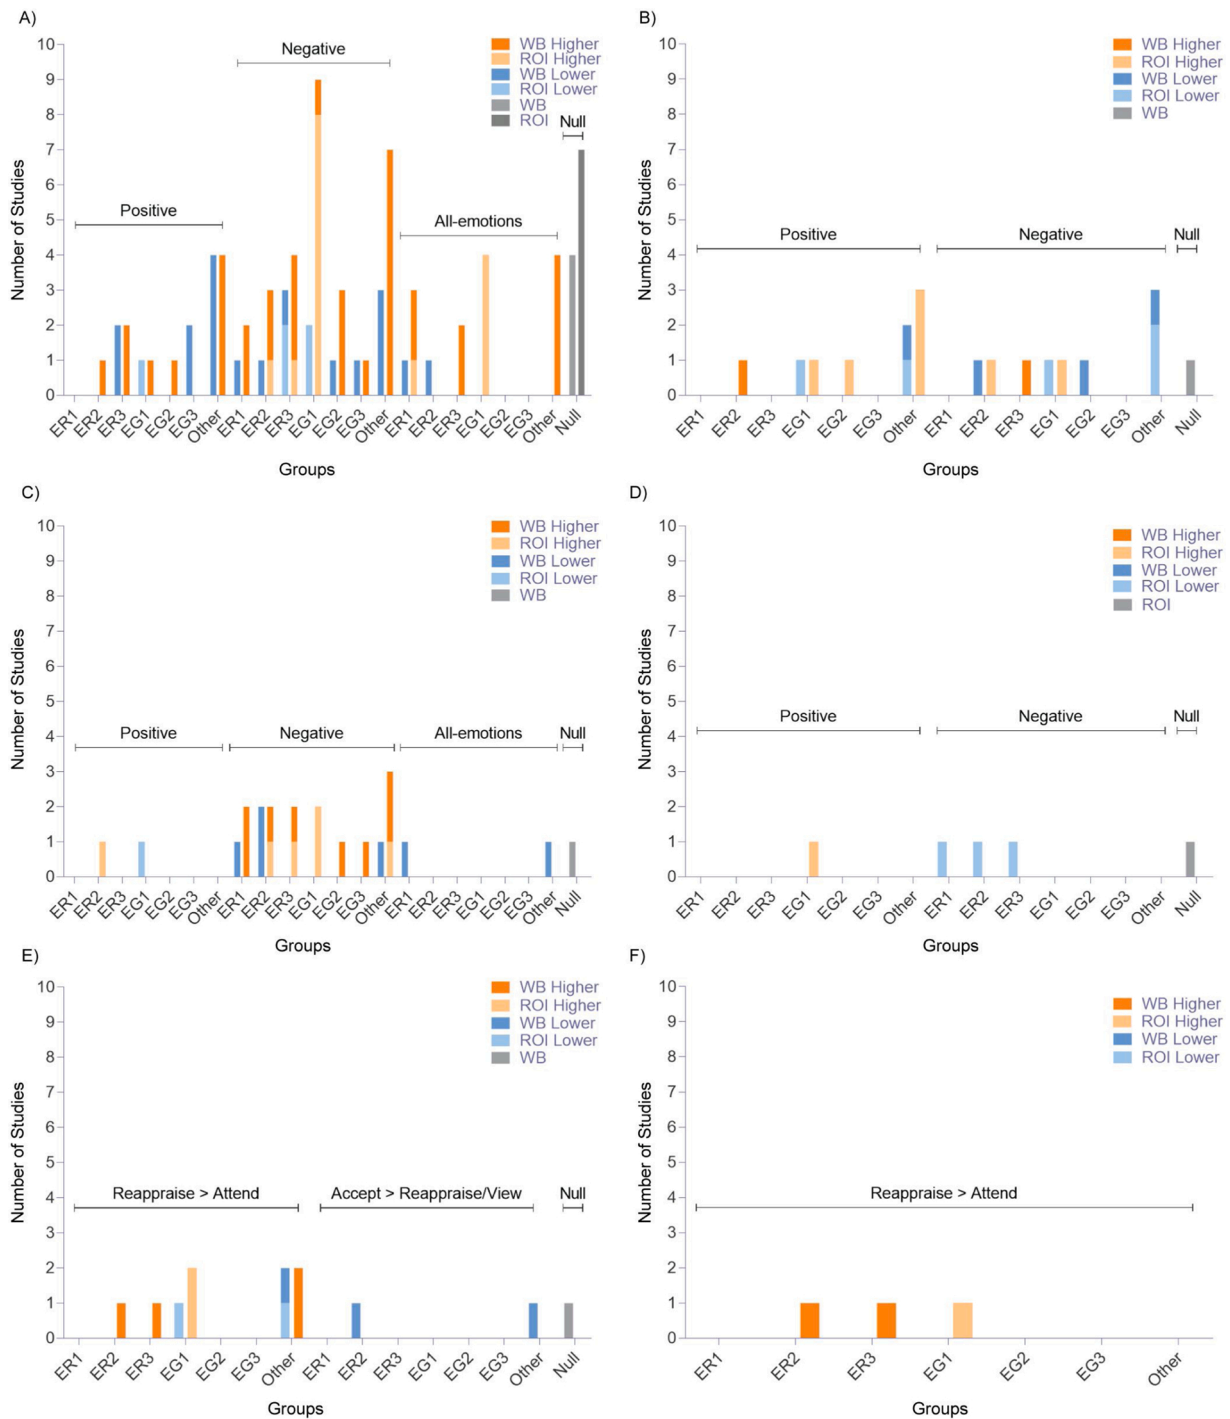 A)
Number of Studies
10
9
8
7
6
5
4
3
2
1
0
Positive
Negative
All-emotions
Null
WB Higher
ROI Higher
WB Lower
ROI Lower
WB
ROI
ER1 ER2 ER3 EG1 EG2 EG3 Other ER1 ER2 ER3 EG1 EG2 EG3 Other ER1 ER2 ER3 EG1 EG2 EG3 Other Null
Groups
B)
Number of Studies
10
9
8
7
6
5
4
3
2
1
0
Positive
Negative
Null
WB Higher
ROI Higher
WB Lower
ROI Lower
WB
ER1 ER2 ER3 EG1 EG2 EG3 Other ER1 ER2 ER3 EG1 EG2 EG3 Other Null
Groups
C)
Number of Studies
10
9
8
7
6
5
4
3
2
1
0
Positive
Negative
All-emotions
Null
WB Higher
ROI Higher
WB Lower
ROI Lower
WB
ER1 ER2 ER3 EG1 EG2 EG3 Other ER1 ER2 ER3 EG1 EG2 EG3 Other ER1 ER2 ER3 EG1 EG2 EG3 Other Null
Groups
D)
Number of Studies
10
9
8
7
6
5
4
3
2
1
0
Positive
Negative
Null
WB Higher
ROI Higher
WB Lower
ROI Lower
ROI
ER1 ER2 ER3 EG1 EG2 EG3 Other ER1 ER2 ER3 EG1 EG2 EG3 Other Null
Groups
E)
Number of Studies
10
9
8
7
6
5
4
3
2
1
0
Reappraise > Attend
Accept > Reappraise/View
Null
WB Higher
ROI Higher
WB Lower
ROI Lower
WB
ER1 ER2 ER3 EG1 EG2 EG3 Other ER1 ER2 ER3 EG1 EG2 EG3 Other Null
Groups
F)
Number of Studies
10
9
8
7
6
5
4
3
2
1
0
Reappraise > Attend
WB Higher
ROI Higher
WB Lower
ROI Lower
ER1 ER2 ER3 EG1 EG2 EG3 Other
Groups